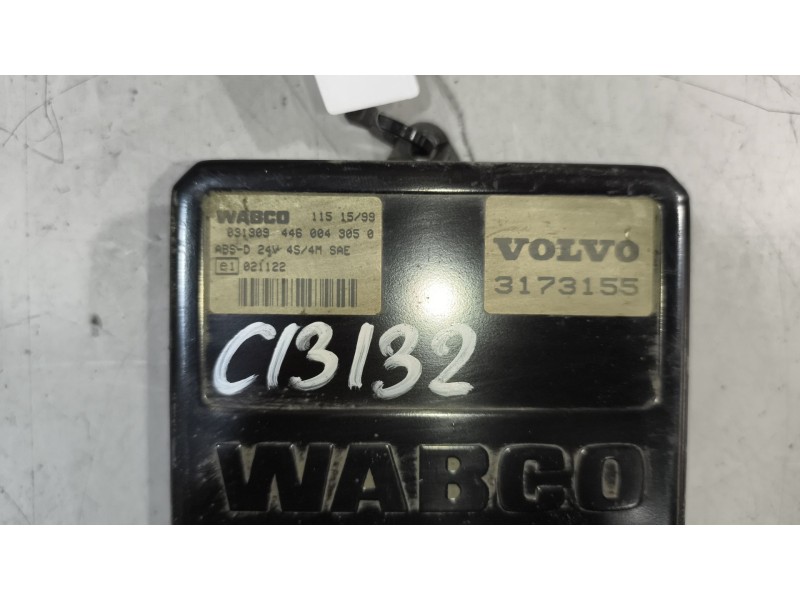 WABCO 115 15/99
031309 446 004 305 0
ABS-D 24V 4S/4M SAE
e1 021122
VOLVO
3173155
C13132
WABCO